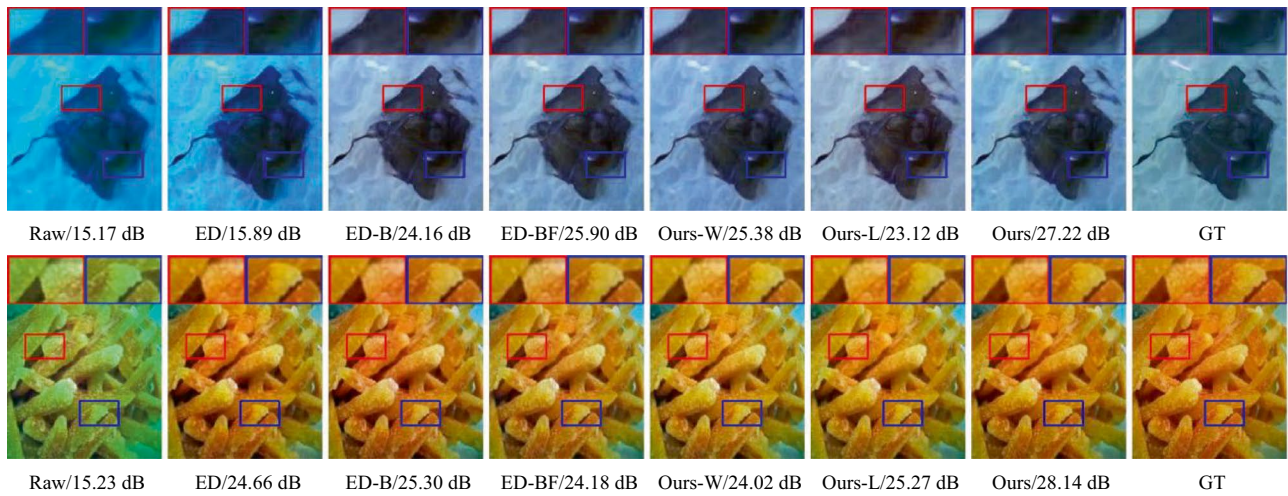 Raw/15.17 dB ED/15.89 dB ED-B/24.16 dB ED-BF/25.90 dB Ours-W/25.38 dB Ours-L/23.12 dB Ours/27.22 dB GT
Raw/15.23 dB ED/24.66 dB ED-B/25.30 dB ED-BF/24.18 dB Ours-W/24.02 dB Ours-L/25.27 dB Ours/28.14 dB GT